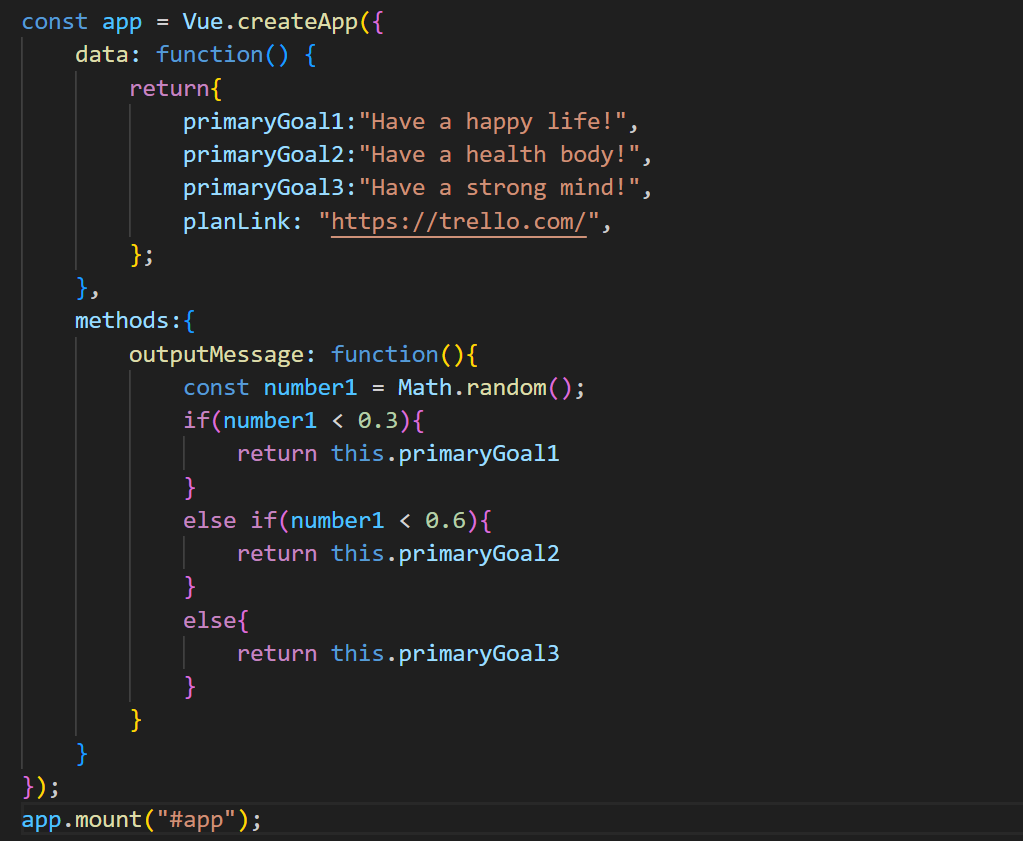 const app = Vue.createApp({
    data: function() {
        return{
            primaryGoal1:"Have a happy life!",
            primaryGoal2:"Have a health body!",
            primaryGoal3:"Have a strong mind!",
            planLink: "https://trello.com/",
        };
    },
    methods:{
        outputMessage: function(){
            const number1 = Math.random();
            if(number1 < 0.3){
                return this.primaryGoal1
            }
            else if(number1 < 0.6){
                return this.primaryGoal2
            }
            else{
                return this.primaryGoal3
            }
        }
    }
});
app.mount("#app");